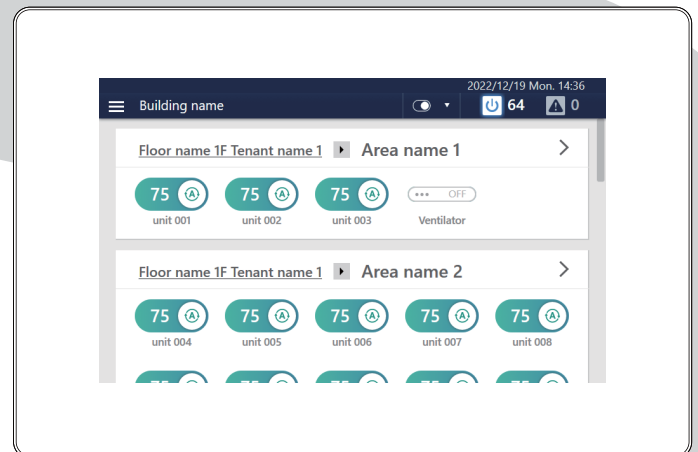 2022/12/19 Mon. 14:36
Building name 64 0
Floor name 1F Tenant name 1 Area name 1
75 A 75 A 75 A OFF
unit 001 unit 002 unit 003 Ventilator
Floor name 1F Tenant name 1 Area name 2
75 A 75 A 75 A 75 A 75 A
unit 004 unit 005 unit 006 unit 007 unit 008